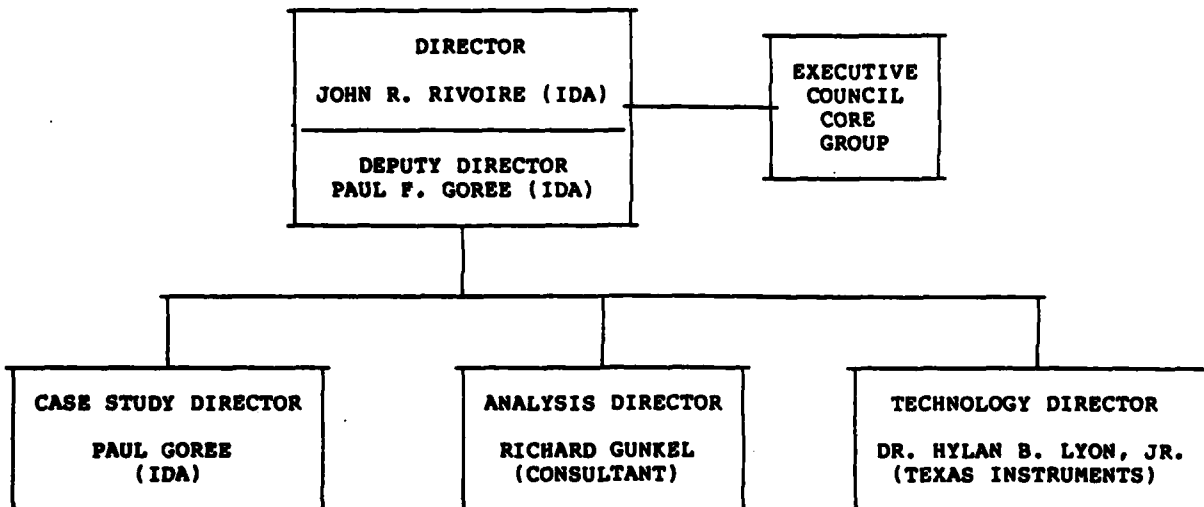 DIRECTOR
JOHN R. RIVOIRE (IDA)
DEPUTY DIRECTOR
PAUL F. GOREE (IDA)
EXECUTIVE
COUNCIL
CORE
GROUP
CASE STUDY DIRECTOR
PAUL GOREE
(IDA)
ANALYSIS DIRECTOR
RICHARD GUNKEL
(CONSULTANT)
TECHNOLOGY DIRECTOR
DR. HYLAN B. LYON, JR.
(TEXAS INSTRUMENTS)